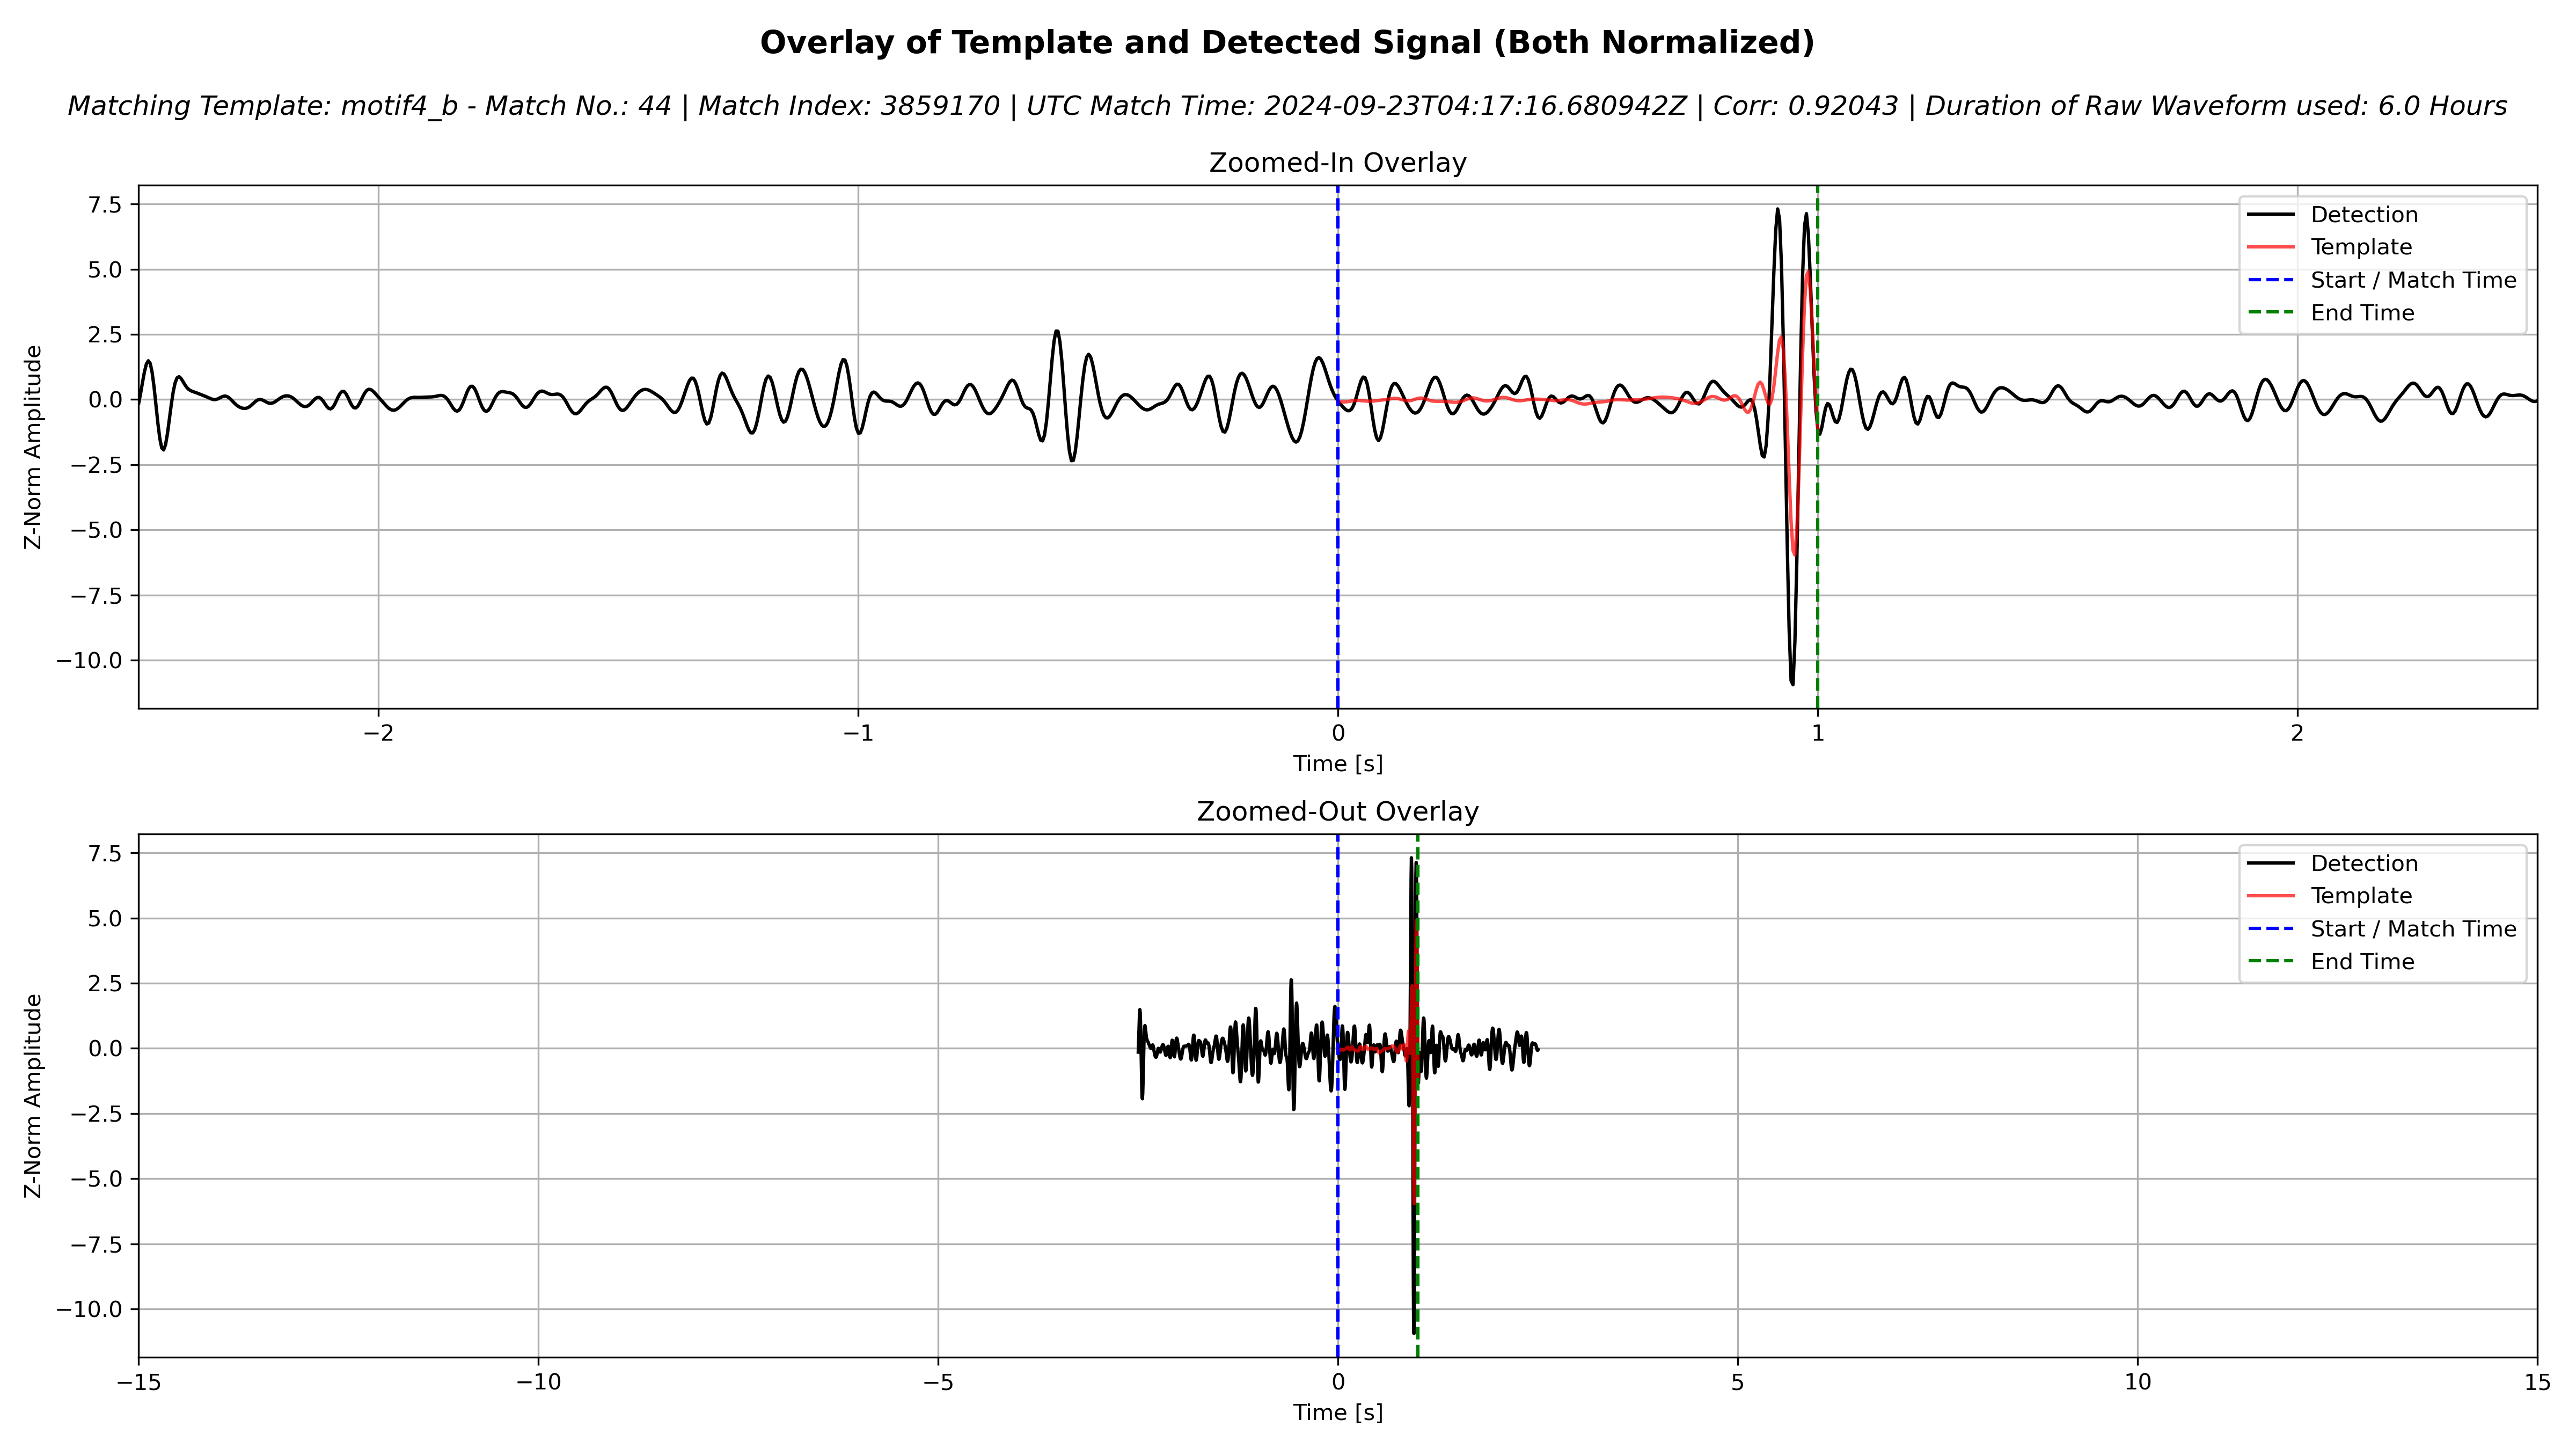 Overlay of Template and Detected Signal (Both Normalized)
Matching Template: motif4_b - Match No.: 44 | Match Index: 3859170 | UTC Match Time: 2024-09-23T04:17:16.680942Z | Corr: 0.92043 | Duration of Raw Waveform used: 6.0 Hours
Zoomed-In Overlay
Z-Norm Amplitude
7.5
5.0
2.5
0.0
−2.5
−5.0
−7.5
−10.0
Detection
Template
Start / Match Time
End Time
−2 −1 0 1 2
Time [s]
Zoomed-Out Overlay
Z-Norm Amplitude
7.5
5.0
2.5
0.0
−2.5
−5.0
−7.5
−10.0
Detection
Template
Start / Match Time
End Time
−15 −10 −5 0 5 10 15
Time [s]